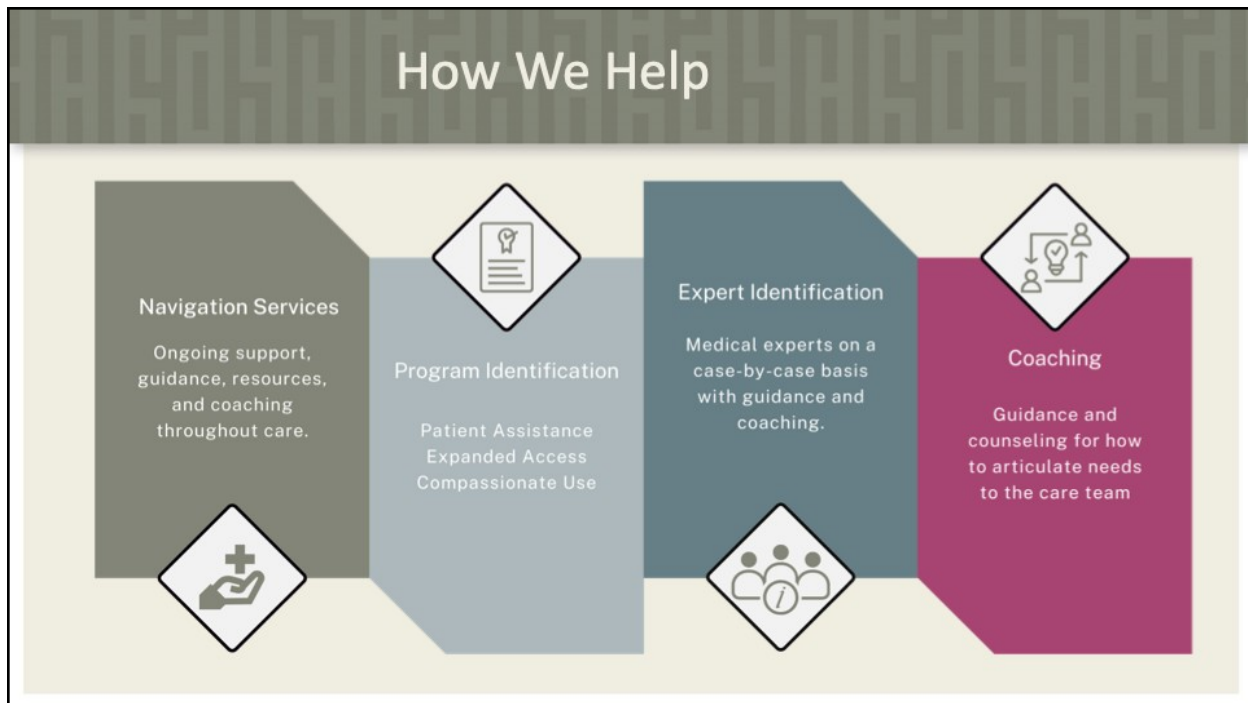 How We Help
Navigation Services
Ongoing support,
guidance, resources,
and coaching
throughout care.
Program Identification
Patient Assistance
Expanded Access
Compassionate Use
Expert Identification
Medical experts on a
case-by-case basis
with guidance and
coaching.
Coaching
Guidance and
counseling for how
to articulate needs
to the care team